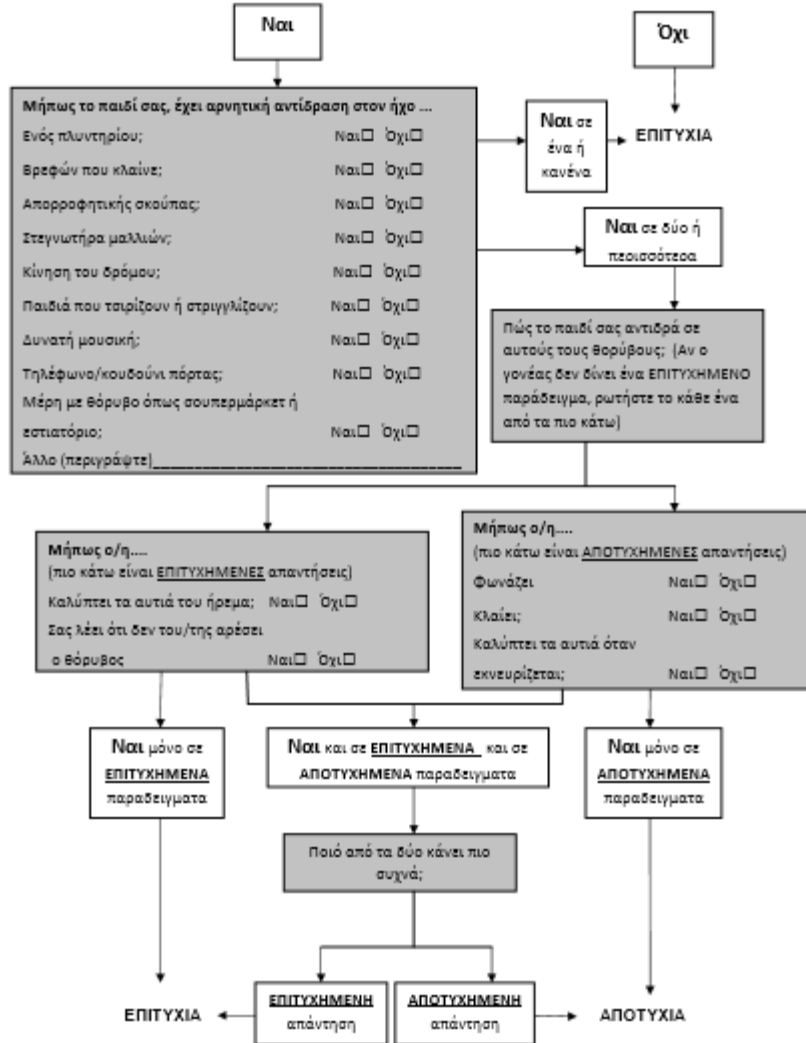 Ναι
Όχι
Μήπως το παιδί σας, έχει αρνητική αντίδραση στον ήχο ...
Ενός πλυντηρίου; Ναι☐ Όχι☐
Βρεφών που κλαίνε; Ναι☐ Όχι☐
Απορροφητικής σκούπας; Ναι☐ Όχι☐
Στεγνωτήρα μαλλιών; Ναι☐ Όχι☐
Κίνηση του δρόμου; Ναι☐ Όχι☐
Παιδιά που τσιρίζουν ή στριγγλίζουν; Ναι☐ Όχι☐
Δυνατή μουσική; Ναι☐ Όχι☐
Τηλέφωνο/κουδούνι πόρτας; Ναι☐ Όχι☐
Μέρη με θόρυβο όπως σουπερμάρκετ ή
εστιατόριο; Ναι☐ Όχι☐
Άλλο (περιγράψτε)_____________________________________
Ναι σε
ένα ή
κανένα
ΕΠΙΤΥΧΙΑ
Ναι σε δύο ή
περισσότερα
Πώς το παιδί σας αντιδρά σε
αυτούς τους θορύβους; (Αν ο
γονέας δεν δίνει ένα ΕΠΙΤΥΧΗΜΕΝΟ
παράδειγμα, ρωτήστε το κάθε ένα
από τα πιο κάτω)
Μήπως ο/η....
(πιο κάτω είναι ΕΠΙΤΥΧΗΜΕΝΕΣ απαντήσεις)
Καλύπτει τα αυτιά του ήρεμα; Ναι☐ Όχι☐
Σας λέει ότι δεν του/της αρέσει
ο θόρυβος Ναι☐ Όχι☐
Μήπως ο/η....
(πιο κάτω είναι ΑΠΟΤΥΧΗΜΕΝΕΣ απαντήσεις)
Φωνάζει Ναι☐ Όχι☐
Κλαίει; Ναι☐ Όχι☐
Καλύπτει τα αυτιά όταν
εκνευρίζεται; Ναι☐ Όχι☐
Ναι μόνο σε
ΕΠΙΤΥΧΗΜΕΝΑ
παραδειγματα
Ναι και σε ΕΠΙΤΥΧΗΜΕΝΑ και σε
ΑΠΟΤΥΧΗΜΕΝΑ παραδειγματα
Ναι μόνο σε
ΑΠΟΤΥΧΗΜΕΝΑ
παραδειγματα
Ποιό από τα δύο κάνει πιο
συχνά;
ΕΠΙΤΥΧΙΑ
ΕΠΙΤΥΧΗΜΕΝΗ
απάντηση
ΑΠΟΤΥΧΗΜΕΝΗ
απάντηση
ΑΠΟΤΥΧΙΑ